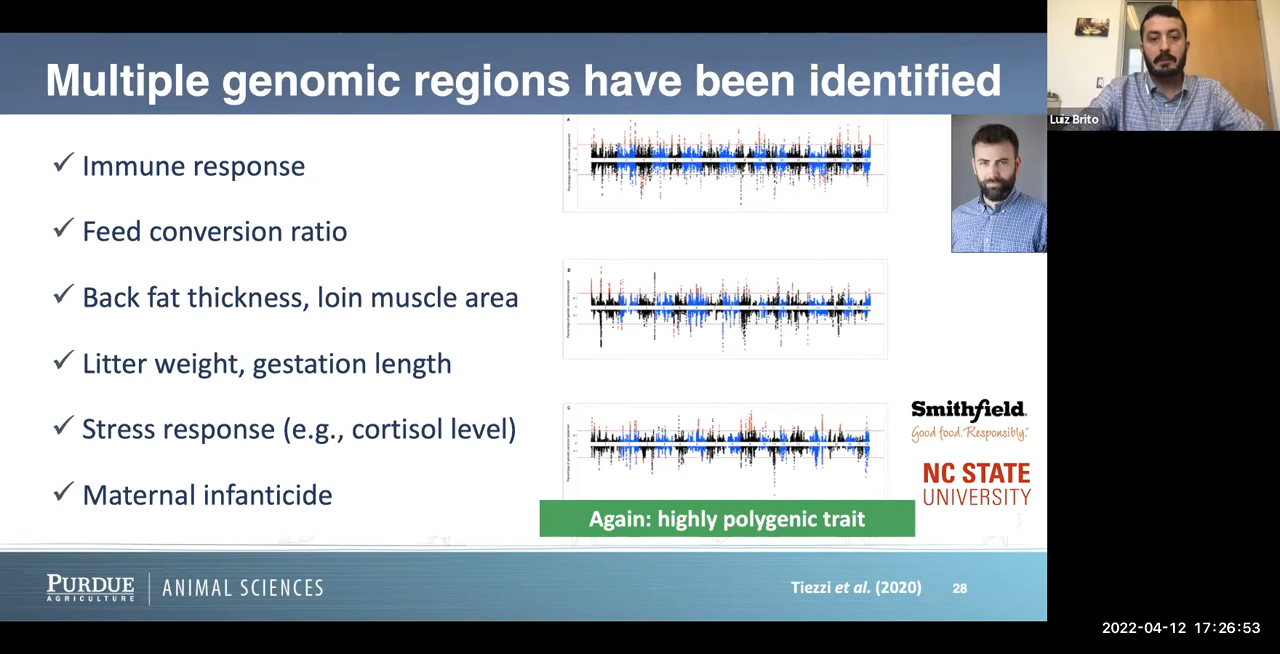 Multiple genomic regions have been identified
Luiz Brito
✓ Immune response
✓ Feed conversion ratio
✓ Back fat thickness, loin muscle area
✓ Litter weight, gestation length
✓ Stress response (e.g., cortisol level)
✓ Maternal infanticide
A
B
C
Smithfield.
Good food. Responsibly.®
NC STATE
UNIVERSITY
Again: highly polygenic trait
PURDUE
AGRICULTURE
ANIMAL SCIENCES
Tiezzi et al. (2020)
28
2022-04-12 17:26:53